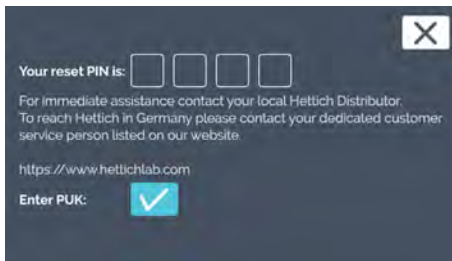 Your reset PIN is:
For immediate assistance contact your local Hettich Distributor.
To reach Hettich in Germany please contact your dedicated customer
service person listed on our website.
https://www.hettichlab.com
Enter PUK: